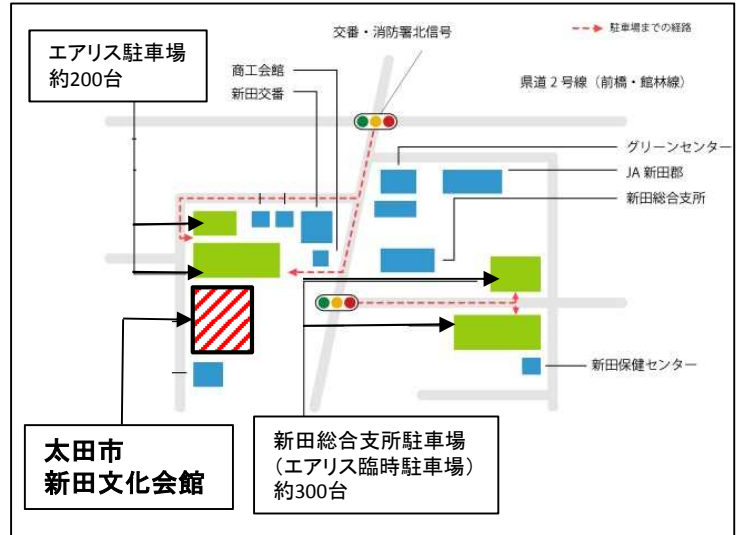 交番・消防署北信号
駐車場までの経路
エアリス駐車場
約200台
商工会館
新田交番
県道2号線（前橋・館林線）
グリーンセンター
JA 新田郡
新田総合支所
新田保健センター
太田市
新田文化会館
新田総合支所駐車場
（エアリス臨時駐車場）
約300台